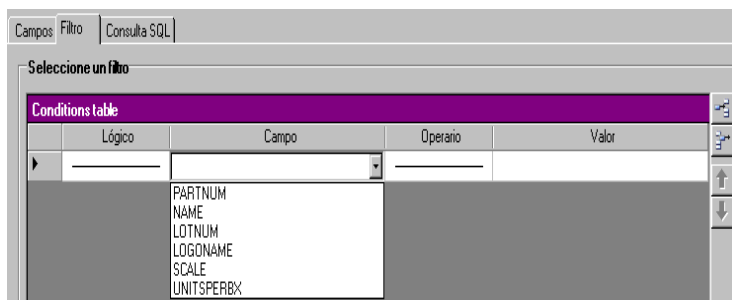 Campos Filtro Consulta SQL
Seleccione un filtro
Conditions table
Lógico Campo Operario Valor
PARTNUM
NAME
LOTNUM
LOGONAME
SCALE
UNITSPERBX